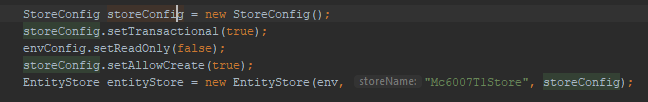 StoreConfig storeConfig = new StoreConfig();
storeConfig.setTransactional(true);
envConfig.setReadOnly(false);
storeConfig.setAllowCreate(true);
EntityStore entityStore = new EntityStore(env, storeName: "Mc6007TlStore", storeConfig);